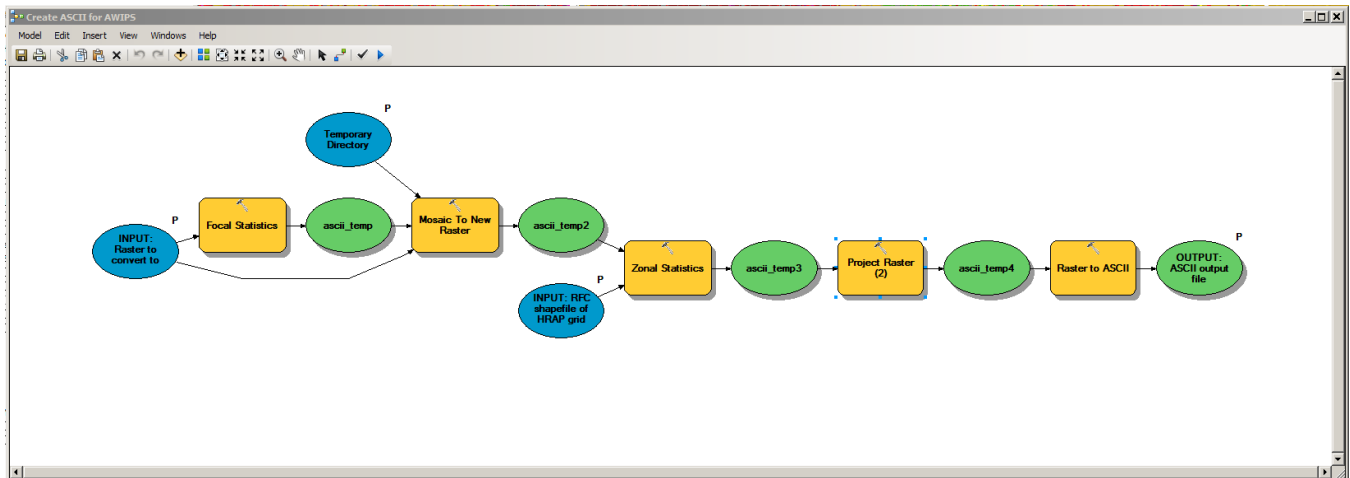 Create ASCII for AWIPS
Model Edit Insert View Windows Help
P
Temporary
Directory
P
INPUT:
Raster to
convert to
Focal Statistics
ascii_temp
Mosaic To New
Raster
ascii_temp2
P
INPUT: RFC
shapefile of
HRAP grid
Zonal Statistics
ascii_temp3
Project Raster
(2)
ascii_temp4
Raster to ASCII
P
OUTPUT:
ASCII output
file